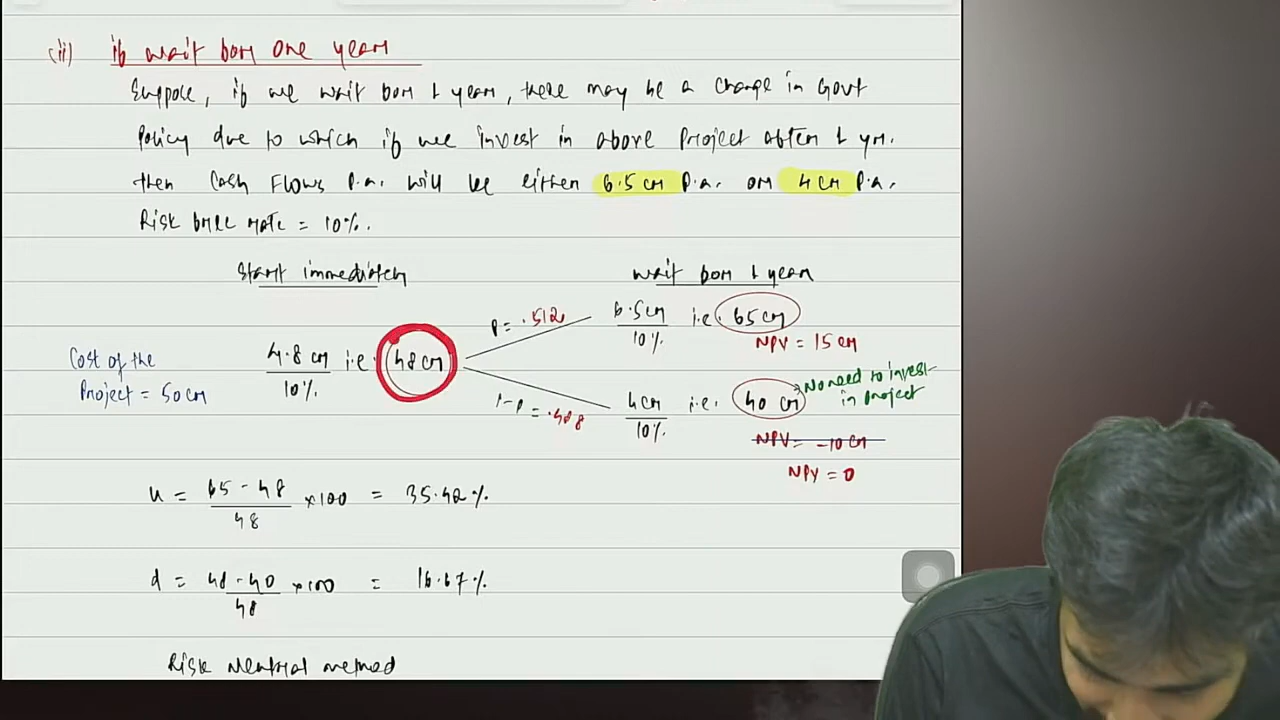 (ii) if wait for one year
Suppose, if we wait for 1 year, there may be a change in Govt
Policy due to which if we invest in above Project after 1 yr.
then Cash Flows P.a. will be either 6.5 cr P.a. or 4 cr P.a.
Risk free rate = 10%.
Start immediately wait for 1 year
Cost of the
Project = 50 cr
4.8 cr
10%
i.e. 48 cr
P = .512
6.5 cr
10%
i.e. 65 cr
NPV = 15 cr
1-P = .488
4 cr
10%
i.e. 40 cr
No need to invest
in project
NPV = -10 cr
NPV = 0
u = 65 - 48 × 100 = 35.42%
48
d = 48 - 40 × 100 = 16.67%
48
Risk Neutral method